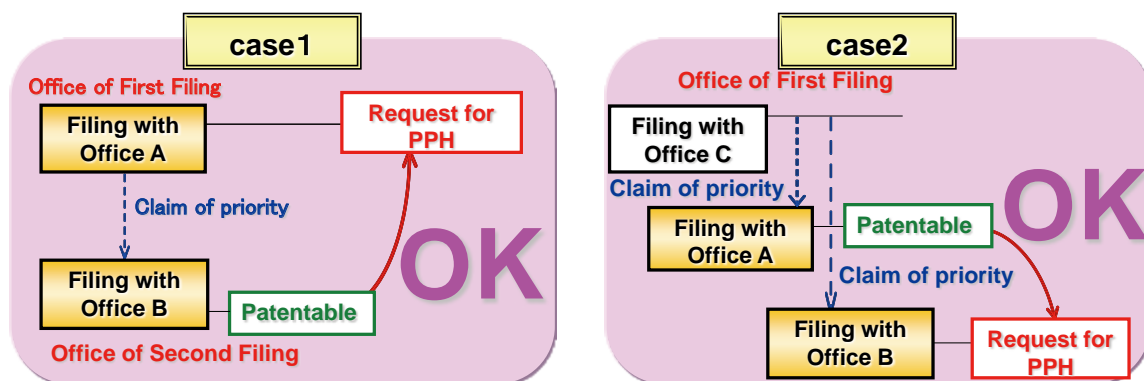 case1
Office of First Filing
Filing with
Office A
Request for
PPH
Claim of priority
OK
Filing with
Office B
Patentable
Office of Second Filing
case2
Office of First Filing
Filing with
Office C
Claim of priority
OK
Filing with
Office A
Patentable
Claim of priority
Filing with
Office B
Request for
PPH